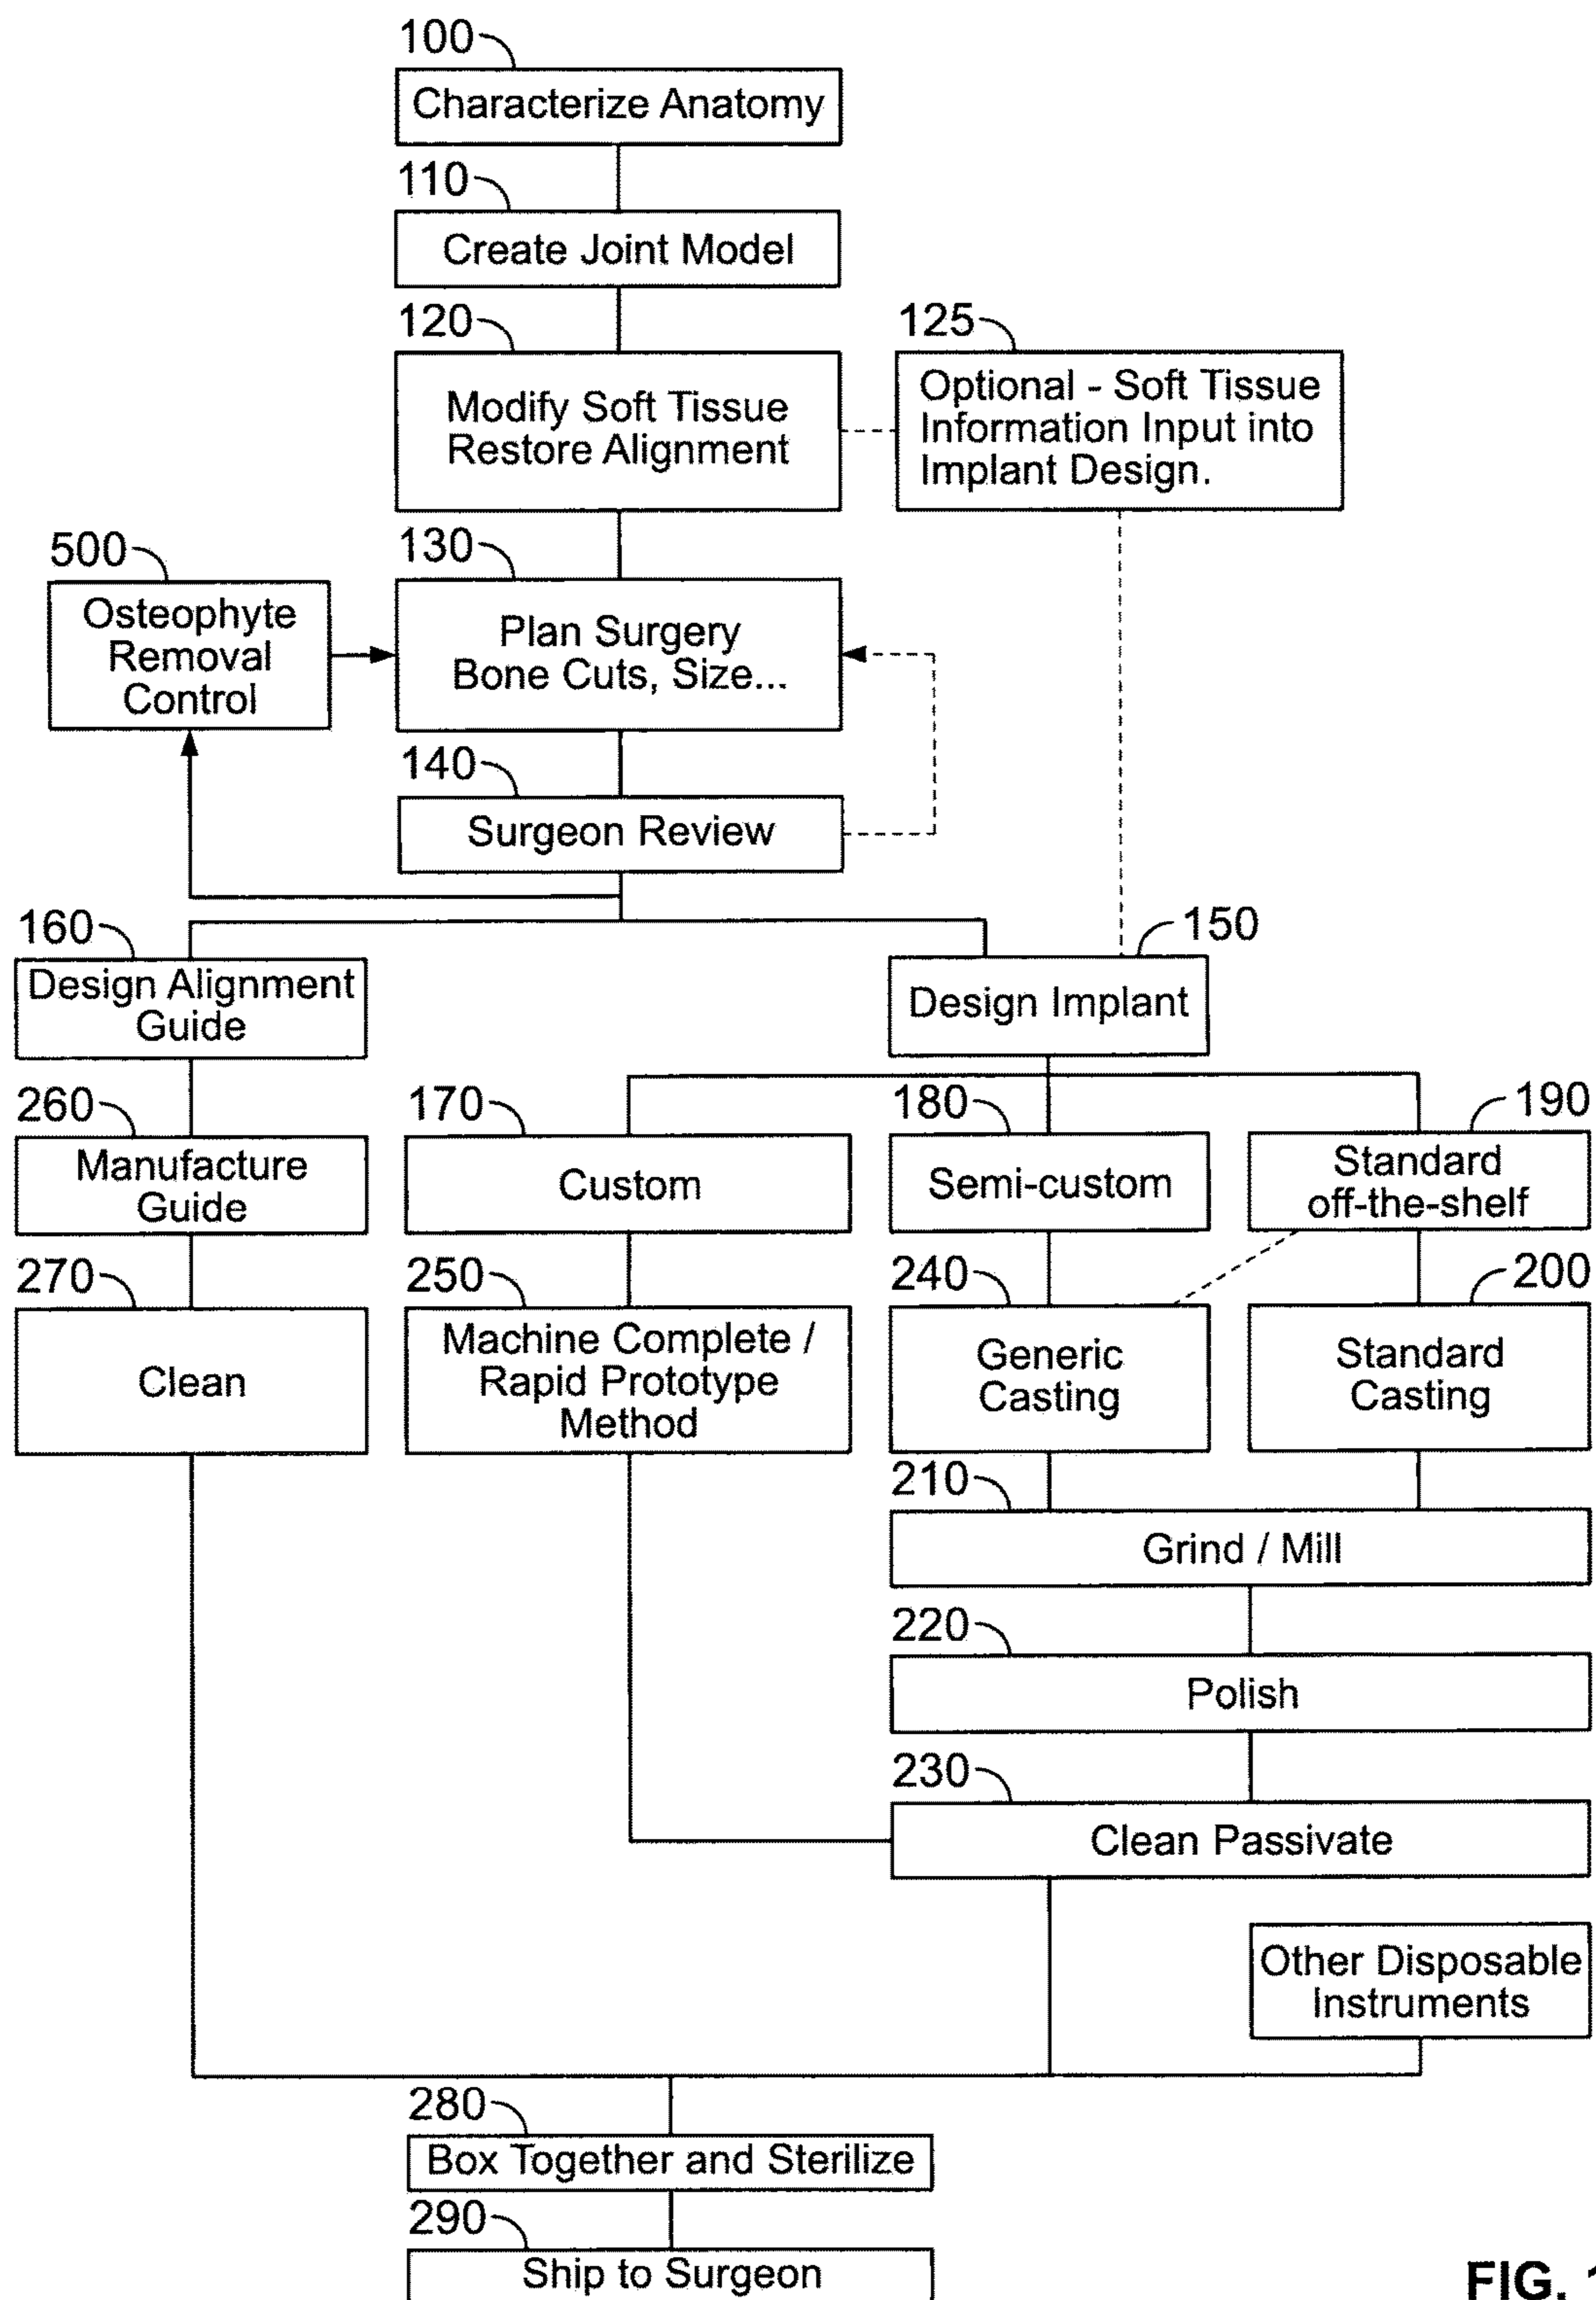 100
Characterize Anatomy
110
Create Joint Model
120
Modify Soft Tissue
Restore Alignment
125
Optional - Soft Tissue
Information Input into
Implant Design.
500
Osteophyte
Removal
Control
130
Plan Surgery
Bone Cuts, Size...
140
Surgeon Review
160
Design Alignment
Guide
150
Design Implant
260
Manufacture
Guide
170
Custom
180
Semi-custom
190
Standard
off-the-shelf
270
Clean
250
Machine Complete /
Rapid Prototype
Method
240
Generic
Casting
200
Standard
Casting
210
Grind / Mill
220
Polish
230
Clean Passivate
Other Disposable
Instruments
280
Box Together and Sterilize
290
Ship to Surgeon
FIG. 1